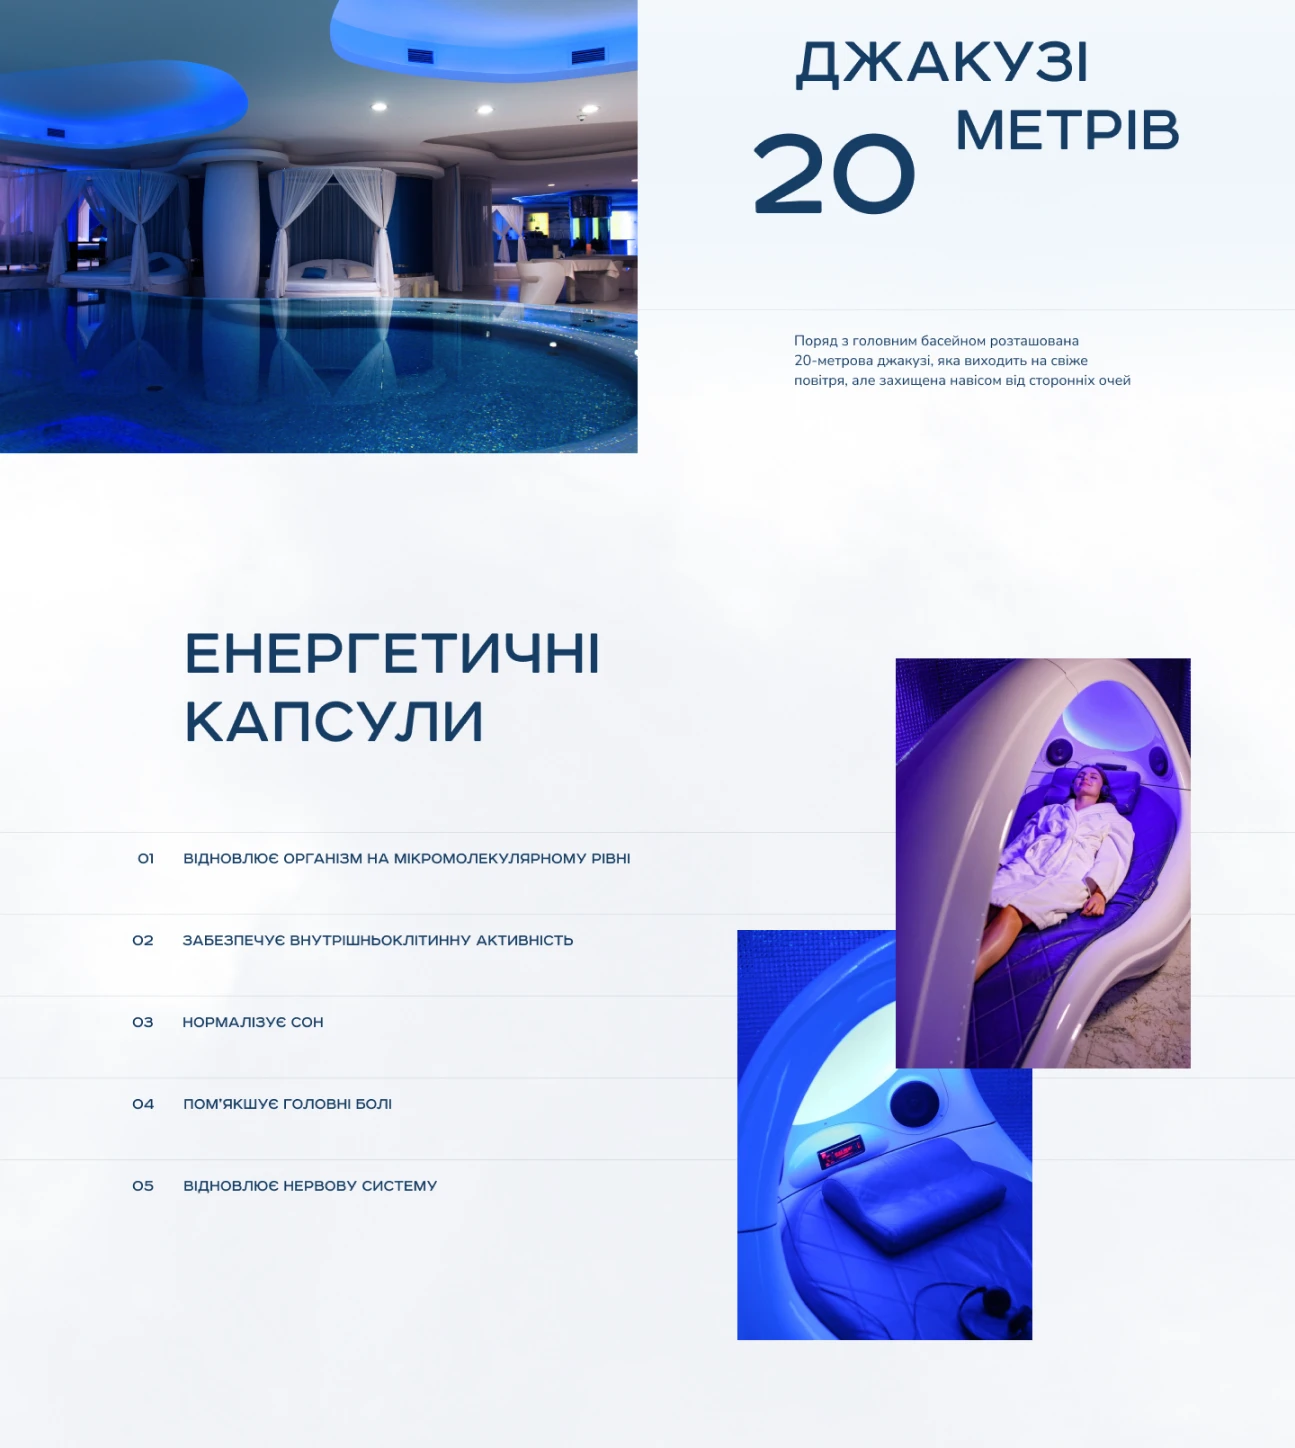 ДЖАКУЗІ
20 МЕТРІВ
Поряд з головним басейном розташована
20-метрова джакузі, яка виходить на свіже
повітря, але захищена навісом від сторонніх очей
ЕНЕРГЕТИЧНІ
КАПСУЛИ
01 ВІДНОВЛЮЄ ОРГАНІЗМ НА МІКРОМОЛЕКУЛЯРНОМУ РІВНІ
02 ЗАБЕЗПЕЧУЄ ВНУТРІШНЬОКЛІТИННУ АКТИВНІСТЬ
03 НОРМАЛІЗУЄ СОН
04 ПОМ'ЯКШУЄ ГОЛОВНІ БОЛІ
05 ВІДНОВЛЮЄ НЕРВОВУ СИСТЕМУ